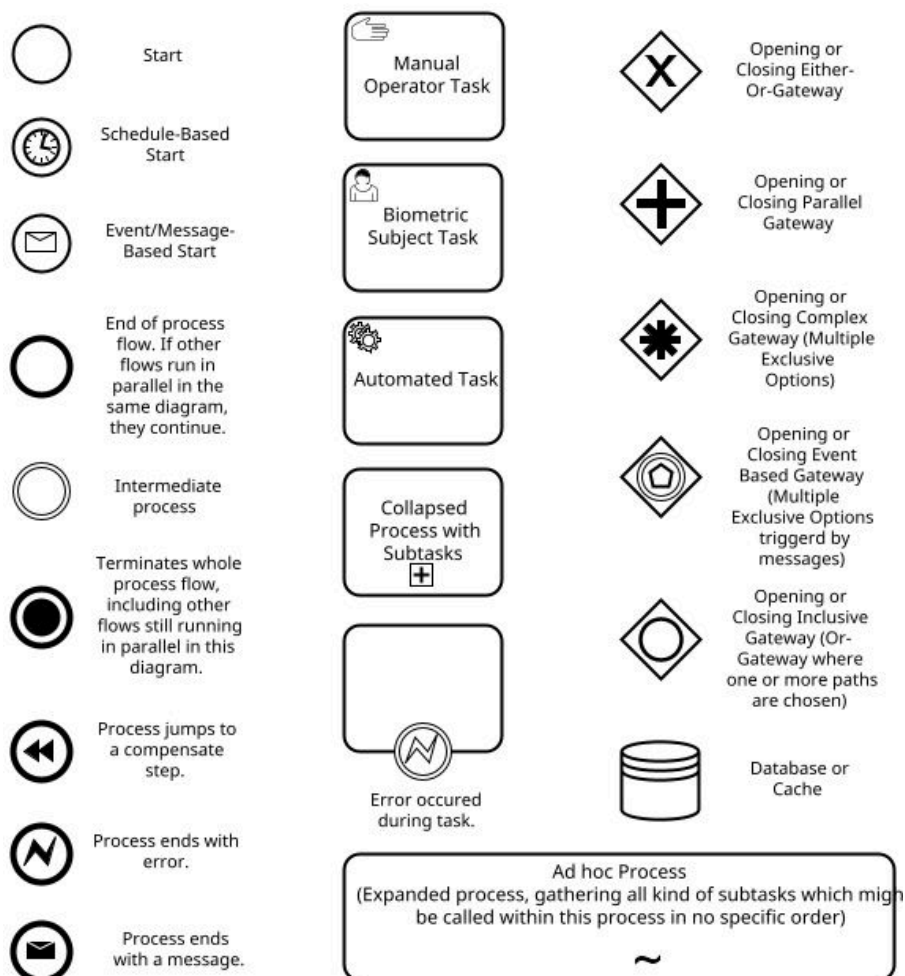 Start
Schedule-Based
Start
Event/Message-
Based Start
End of process
flow. If other
flows run in
parallel in the
same diagram,
they continue.
Intermediate
process
Terminates whole
process flow,
including other
flows still running
in parallel in this
diagram.
Process jumps to
a compensate
step.
Process ends with
error.
Process ends
with a message.
Manual
Operator Task
Biometric
Subject Task
Automated Task
Collapsed
Process with
Subtasks
Error occured
during task.
Opening or
Closing Either-
Or-Gateway
Opening or
Closing Parallel
Gateway
Opening or
Closing Complex
Gateway (Multiple
Exclusive
Options)
Opening or
Closing Event
Based Gateway
(Multiple
Exclusive Options
triggerd by
messages)
Opening or
Closing Inclusive
Gateway (Or-
Gateway where
one or more paths
are chosen)
Database or
Cache
Ad hoc Process
(Expanded process, gathering all kind of subtasks which migh
be called within this process in no specific order)
~